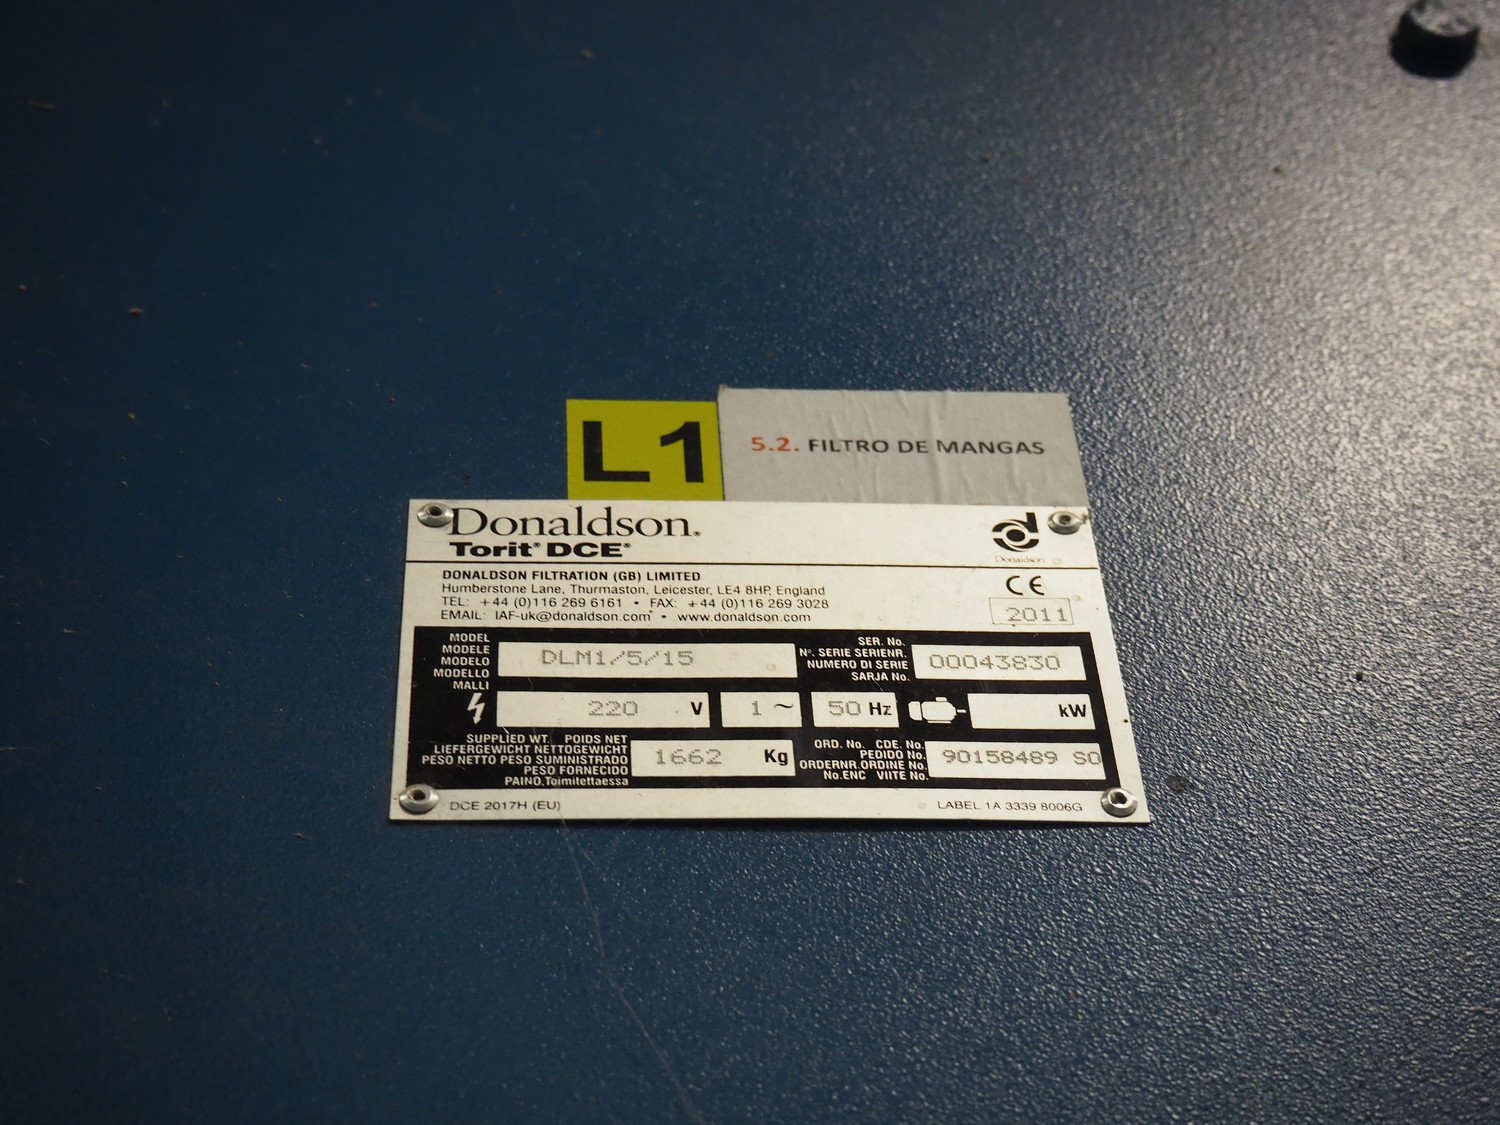 L1
5.2. FILTRO DE MANGAS
Donaldson.
Torit® DCE®
Donaldson
DONALDSON FILTRATION (GB) LIMITED
Humberstone Lane, Thurmaston, Leicester, LE4 8HP, England
TEL: +44 (0)116 269 6161 • FAX: +44 (0)116 269 3028
EMAIL: IAF-uk@donaldson.com • www.donaldson.com
CE
2011
MODEL
MODELE
MODELO
MODELLO
MALLI
DLM1/5/15
SER. No.
N°. SERIE SERIENR.
NUMERO DI SERIE
SARJA No.
00043830
220 V
1 ~
50 Hz
kW
SUPPLIED WT. POIDS NET
LIEFERGEWICHT NETTOGEWICHT
PESO NETTO PESO SUMINISTRADO
PESO FORNECIDO
PAINO,Toimitettaessa
1662 Kg
ORD. No. CDE. No.
PEDIDO No.
ORDERNR.ORDINE No.
No.ENC VIITE No.
90158489 SO
DCE 2017H (EU)
LABEL 1A 3339 8006G